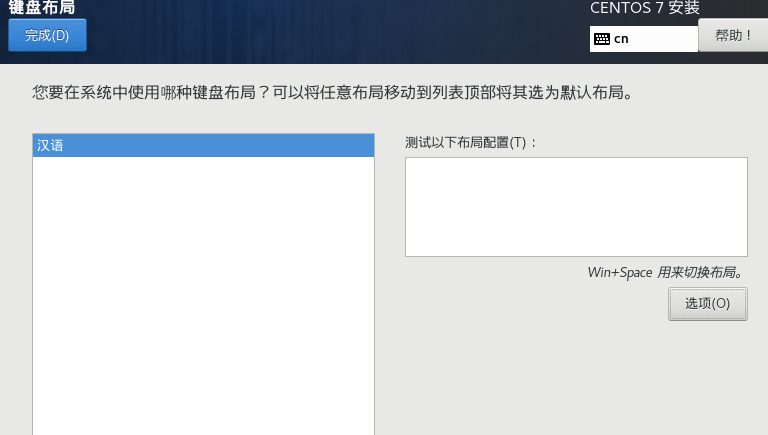 键盘布局
CENTOS 7 安装
完成(D)
cn
帮助！
您要在系统中使用哪种键盘布局？可以将任意布局移动到列表顶部将其选为默认布局。
汉语
测试以下布局配置(T) ：
Win+Space 用来切换布局。
选项(O)